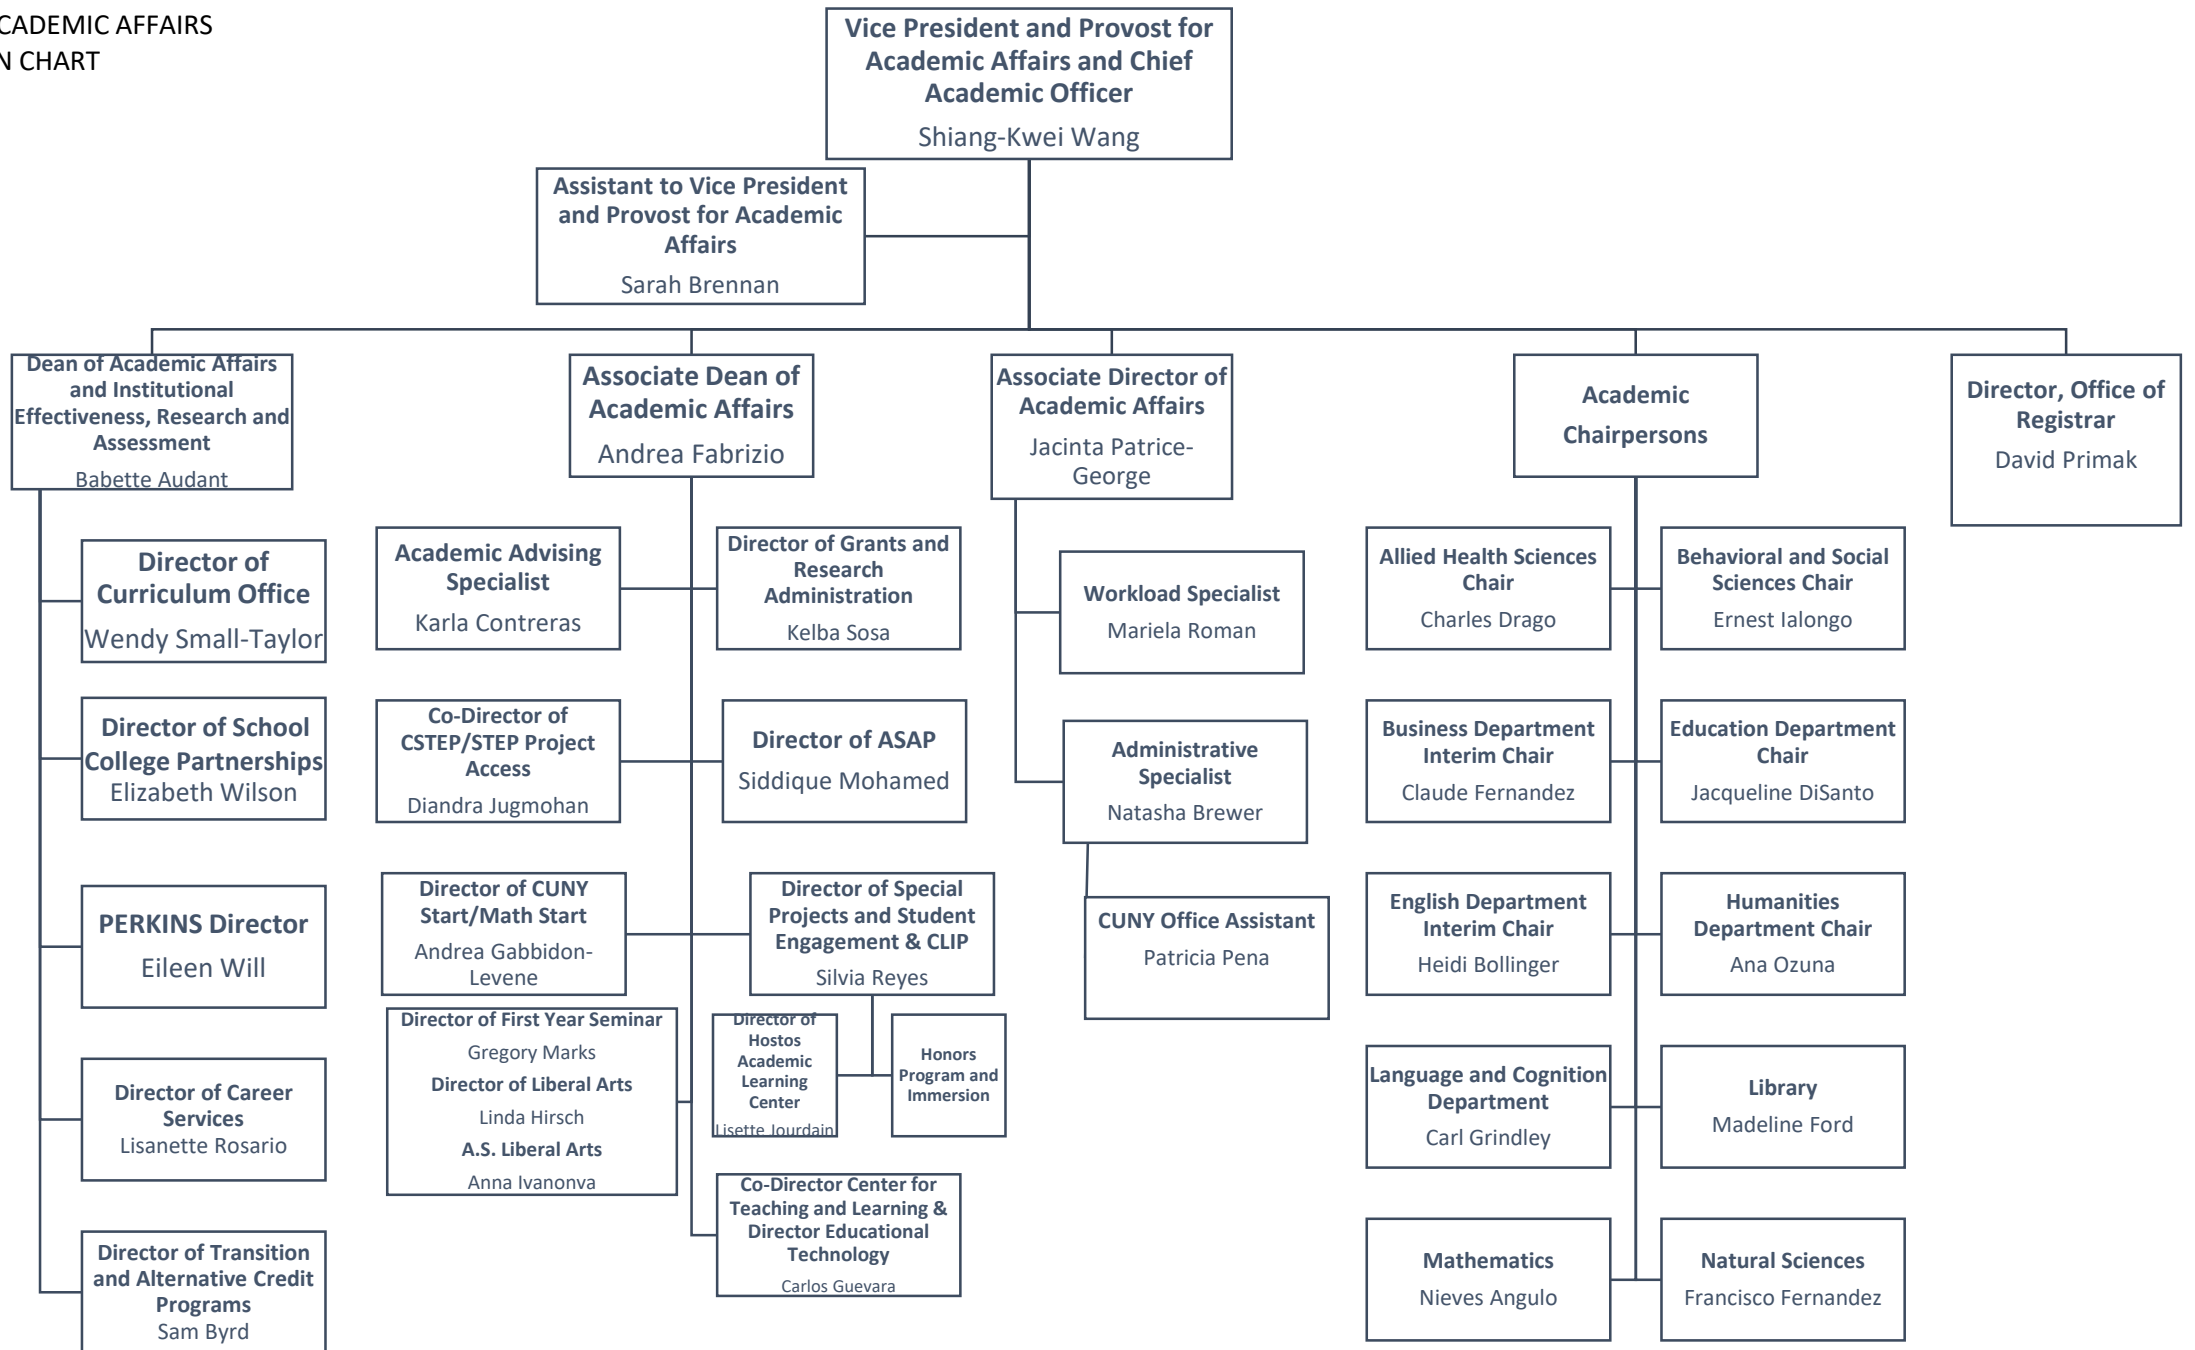 CADEMIC AFFAIRS
N CHART
Vice President and Provost for
Academic Affairs and Chief
Academic Officer
Shiang-Kwei Wang
Assistant to Vice President
and Provost for Academic
Affairs
Sarah Brennan
Dean of Academic Affairs
and Institutional
Effectiveness, Research and
Assessment
Babette Audant
Associate Dean of
Academic Affairs
Andrea Fabrizio
Associate Director of
Academic Affairs
Jacinta Patrice-
George
Academic
Chairpersons
Director, Office of
Registrar
David Primak
Director of
Curriculum Office
Wendy Small-Taylor
Director of School
College Partnerships
Elizabeth Wilson
PERKINS Director
Eileen Will
Director of Career
Services
Lisanette Rosario
Director of Transition
and Alternative Credit
Programs
Sam Byrd
Academic Advising
Specialist
Karla Contreras
Director of Grants and
Research
Administration
Kelba Sosa
Co-Director of
CSTEP/STEP Project
Access
Diandra Jugmohan
Director of ASAP
Siddique Mohamed
Director of CUNY
Start/Math Start
Andrea Gabbidon-
Levene
Director of Special
Projects and Student
Engagement & CLIP
Silvia Reyes
Director of First Year Seminar
Gregory Marks
Director of Liberal Arts
Linda Hirsch
A.S. Liberal Arts
Anna Ivanonva
Director of
Hostos
Academic
Learning
Center
Lisette Jourdain
Honors
Program and
Immersion
Co-Director Center for
Teaching and Learning &
Director Educational
Technology
Carlos Guevara
Workload Specialist
Mariela Roman
Administrative
Specialist
Natasha Brewer
CUNY Office Assistant
Patricia Pena
Allied Health Sciences
Chair
Charles Drago
Behavioral and Social
Sciences Chair
Ernest Ialongo
Business Department
Interim Chair
Claude Fernandez
Education Department
Chair
Jacqueline DiSanto
English Department
Interim Chair
Heidi Bollinger
Humanities
Department Chair
Ana Ozuna
Language and Cognition
Department
Carl Grindley
Library
Madeline Ford
Mathematics
Nieves Angulo
Natural Sciences
Francisco Fernandez